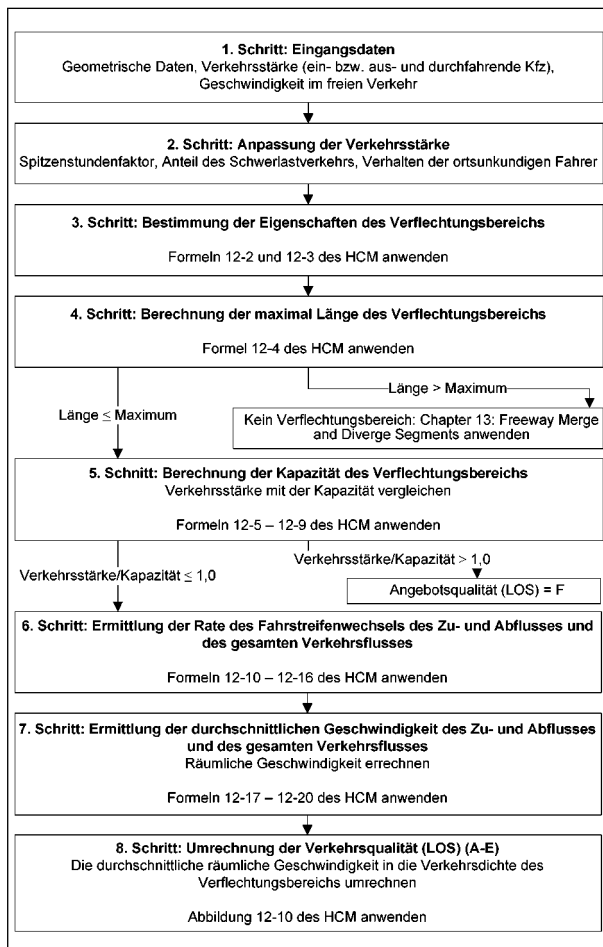 1. Schritt: Eingangsdaten
Geometrische Daten, Verkehrsstärke (ein- bzw. aus- und durchfahrende Kfz),
Geschwindigkeit im freien Verkehr
2. Schritt: Anpassung der Verkehrsstärke
Spitzenstundenfaktor, Anteil des Schwerlastverkehrs, Verhalten der ortsunkundigen Fahrer
3. Schritt: Bestimmung der Eigenschaften des Verflechtungsbereichs
Formeln 12-2 und 12-3 des HCM anwenden
4. Schritt: Berechnung der maximal Länge des Verflechtungsbereichs
Formel 12-4 des HCM anwenden
Länge > Maximum
Länge ≤ Maximum
Kein Verflechtungsbereich: Chapter 13: Freeway Merge
and Diverge Segments anwenden
5. Schnitt: Berechnung der Kapazität des Verflechtungsbereichs
Verkehrsstärke mit der Kapazität vergleichen
Formeln 12-5 – 12-9 des HCM anwenden
Verkehrsstärke/Kapazität > 1,0
Verkehrsstärke/Kapazität ≤ 1,0
Angebotsqualität (LOS) = F
6. Schritt: Ermittlung der Rate des Fahrstreifenwechsels des Zu- und Abflusses und
des gesamten Verkehrsflusses
Formeln 12-10 – 12-16 des HCM anwenden
7. Schritt: Ermittlung der durchschnittlichen Geschwindigkeit des Zu- und Abflusses
und des gesamten Verkehrsflusses
Räumliche Geschwindigkeit errechnen
Formeln 12-17 – 12-20 des HCM anwenden
8. Schritt: Umrechnung der Verkehrsqualität (LOS) (A-E)
Die durchschnittliche räumliche Geschwindigkeit in die Verkehrsdichte des
Verflechtungsbereichs umrechnen
Abbildung 12-10 des HCM anwenden